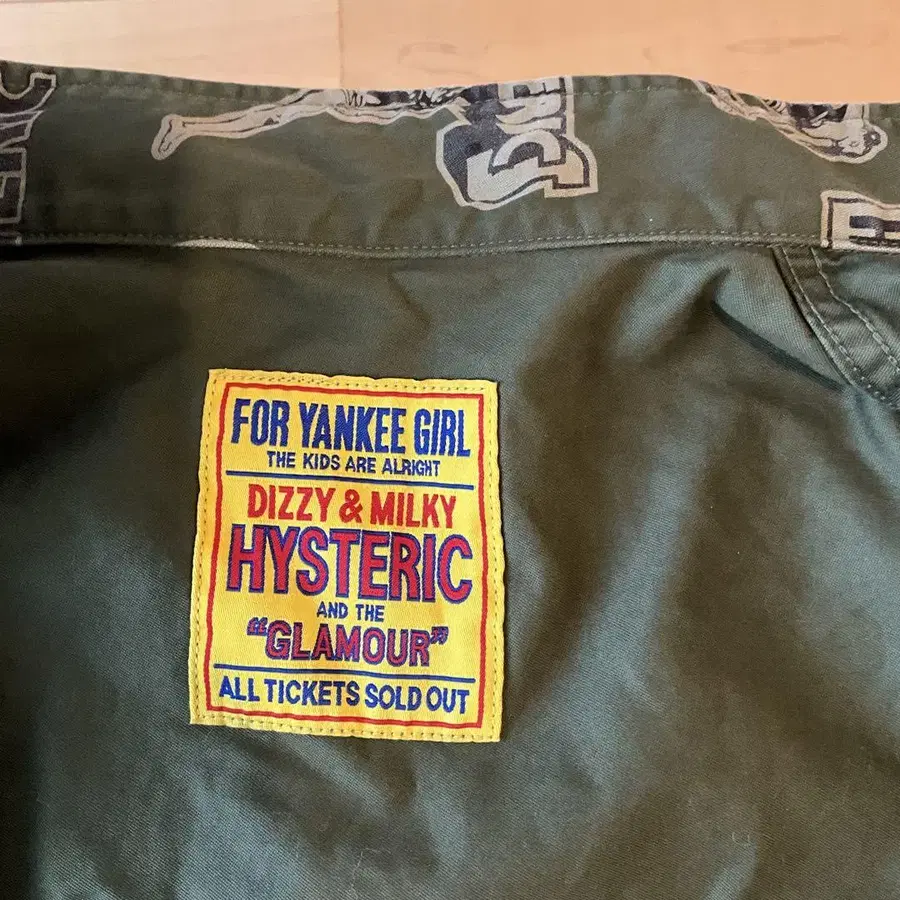 FOR YANKEE GIRL
THE KIDS ARE ALRIGHT
DIZZY & MILKY
HYSTERIC
AND THE
"GLAMOUR"
ALL TICKETS SOLD OUT